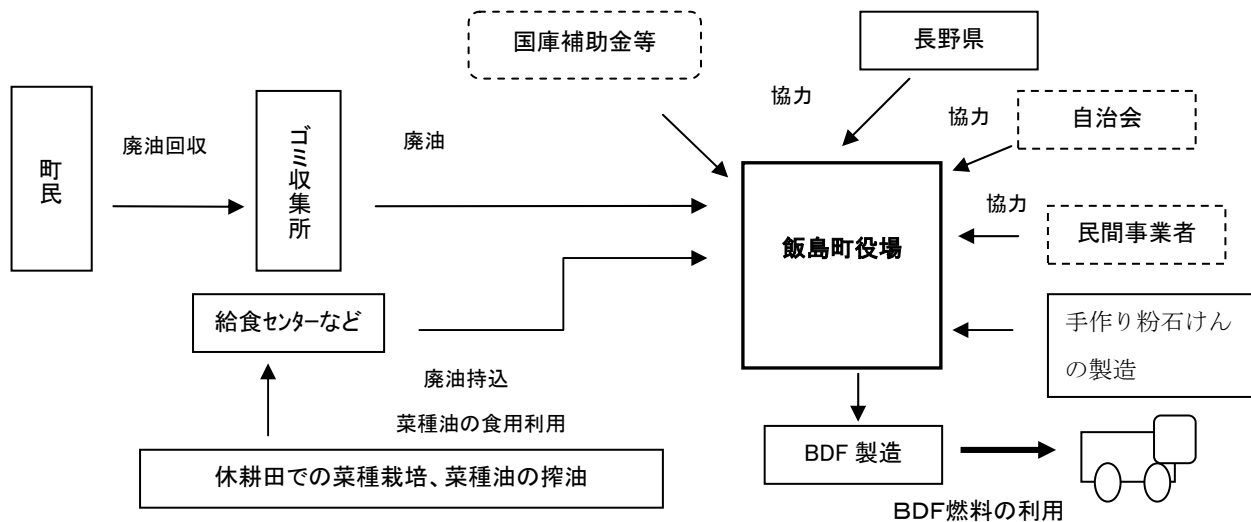 国庫補助金等
長野県
協力
自治会
協力
町民
廃油回収
ゴミ収集所
廃油
協力
民間事業者
飯島町役場
給食センターなど
手作り粉石けん
の製造
廃油持込
菜種油の食用利用
休耕田での菜種栽培、菜種油の搾油
BDF 製造
BDF燃料の利用